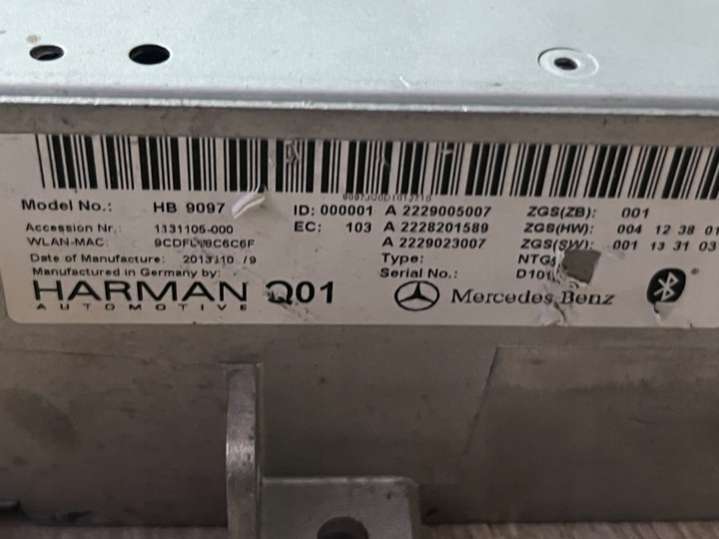 Model No.: HB 9097 ID: 000001 A 2229005007 ZGS(ZB): 001
Accession Nr.: 1131105-000 EC: 103 A 2228201589 ZGS(HW): 004 12 38 01
WLAN-MAC: A 2229023007 ZGS(SW): 001 13 31 03
Date of Manufacture: Type:
Manufactured in Germany by: Serial No.:
HARMAN Q01 Mercedes-Benz
AUTOMOTIVE